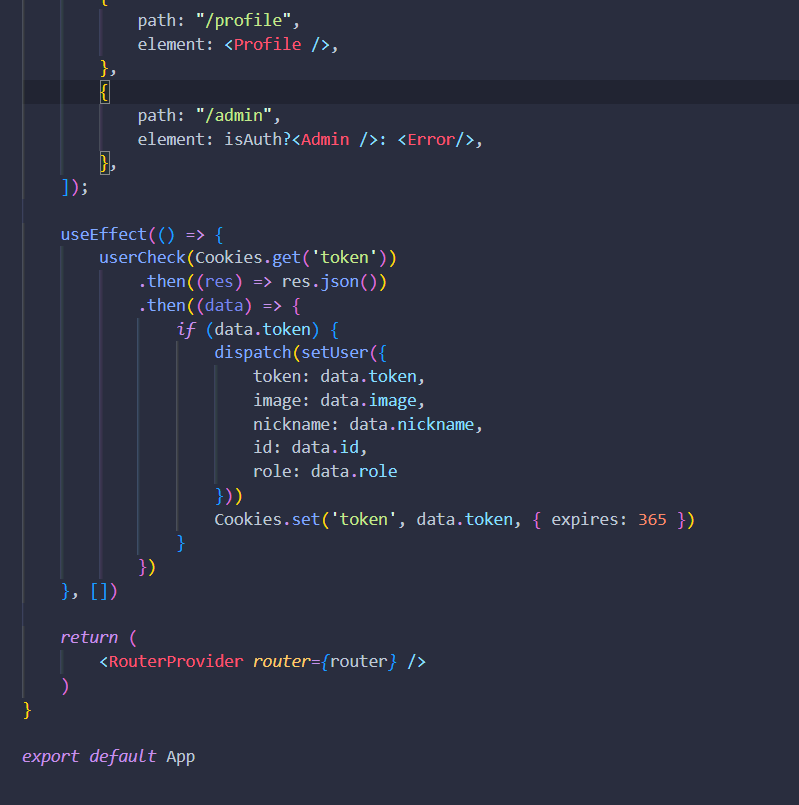 {
path: "/profile",
element: <Profile />,
},
{
path: "/admin",
element: isAuth?<Admin />: <Error/>,
},
]);
useEffect(() => {
userCheck(Cookies.get('token'))
.then((res) => res.json())
.then((data) => {
if (data.token) {
dispatch(setUser({
token: data.token,
image: data.image,
nickname: data.nickname,
id: data.id,
role: data.role
}))
Cookies.set('token', data.token, { expires: 365 })
}
})
}, [])
return (
<RouterProvider router={router} />
)
}
export default App